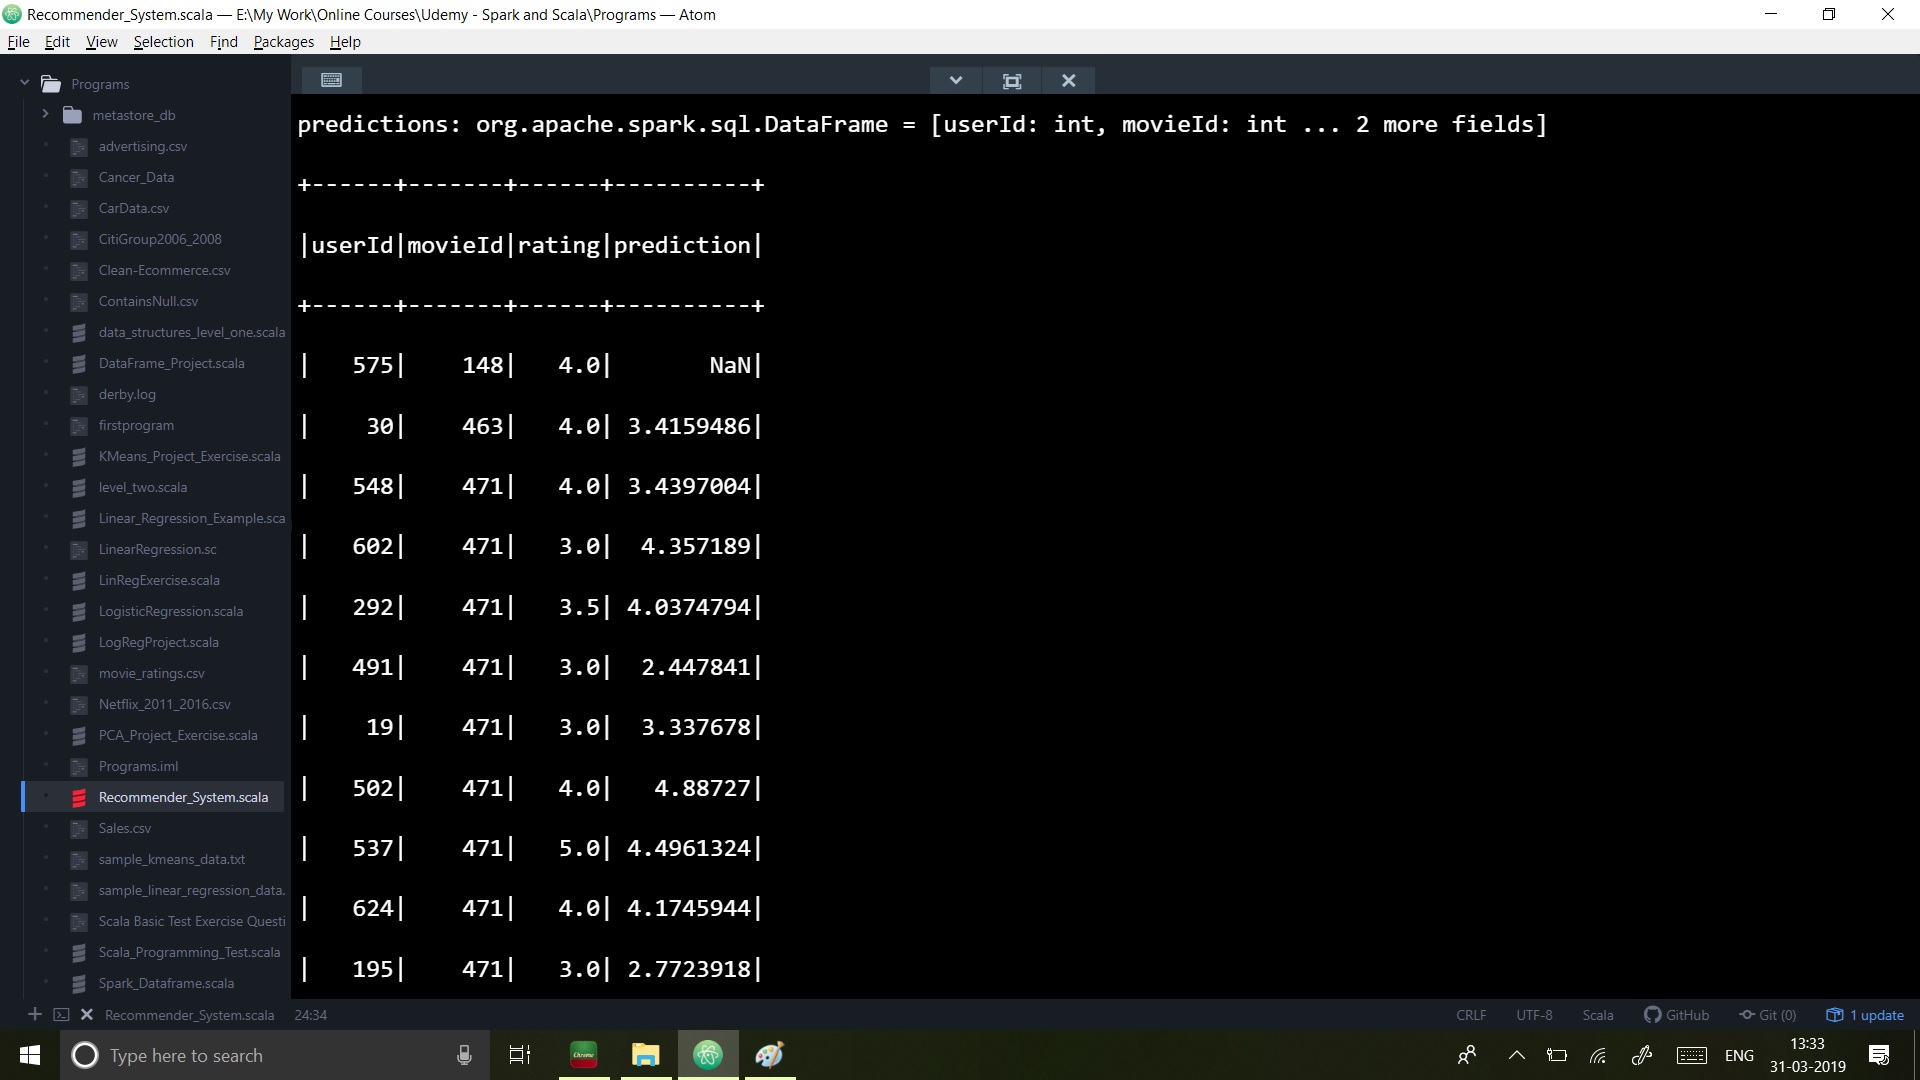 Recommender_System.scala — E:\My Work\Online Courses\Udemy - Spark and Scala\Programs — Atom
File Edit View Selection Find Packages Help
Programs
metastore_db
advertising.csv
Cancer_Data
CarData.csv
CitiGroup2006_2008
Clean-Ecommerce.csv
ContainsNull.csv
data_structures_level_one.scala
DataFrame_Project.scala
derby.log
firstprogram
KMeans_Project_Exercise.scala
level_two.scala
Linear_Regression_Example.sca
LinearRegression.sc
LinRegExercise.scala
LogisticRegression.scala
LogRegProject.scala
movie_ratings.csv
Netflix_2011_2016.csv
PCA_Project_Exercise.scala
Programs.iml
Recommender_System.scala
Sales.csv
sample_kmeans_data.txt
sample_linear_regression_data.
Scala Basic Test Exercise Questi
Scala_Programming_Test.scala
Spark_Dataframe.scala
predictions: org.apache.spark.sql.DataFrame = [userId: int, movieId: int ... 2 more fields]
+------+-------+------+----------+
|userId|movieId|rating|prediction|
+------+-------+------+----------+
|   575|    148|   4.0|       NaN|
|    30|    463|   4.0| 3.4159486|
|   548|    471|   4.0| 3.4397004|
|   602|    471|   3.0|  4.357189|
|   292|    471|   3.5| 4.0374794|
|   491|    471|   3.0|  2.447841|
|    19|    471|   3.0|  3.337678|
|   502|    471|   4.0|   4.88727|
|   537|    471|   5.0| 4.4961324|
|   624|    471|   4.0| 4.1745944|
|   195|    471|   3.0| 2.7723918|
Recommender_System.scala 24:34 CRLF UTF-8 Scala GitHub Git (0) 1 update
Type here to search
Chrome
ENG
13:33
31-03-2019